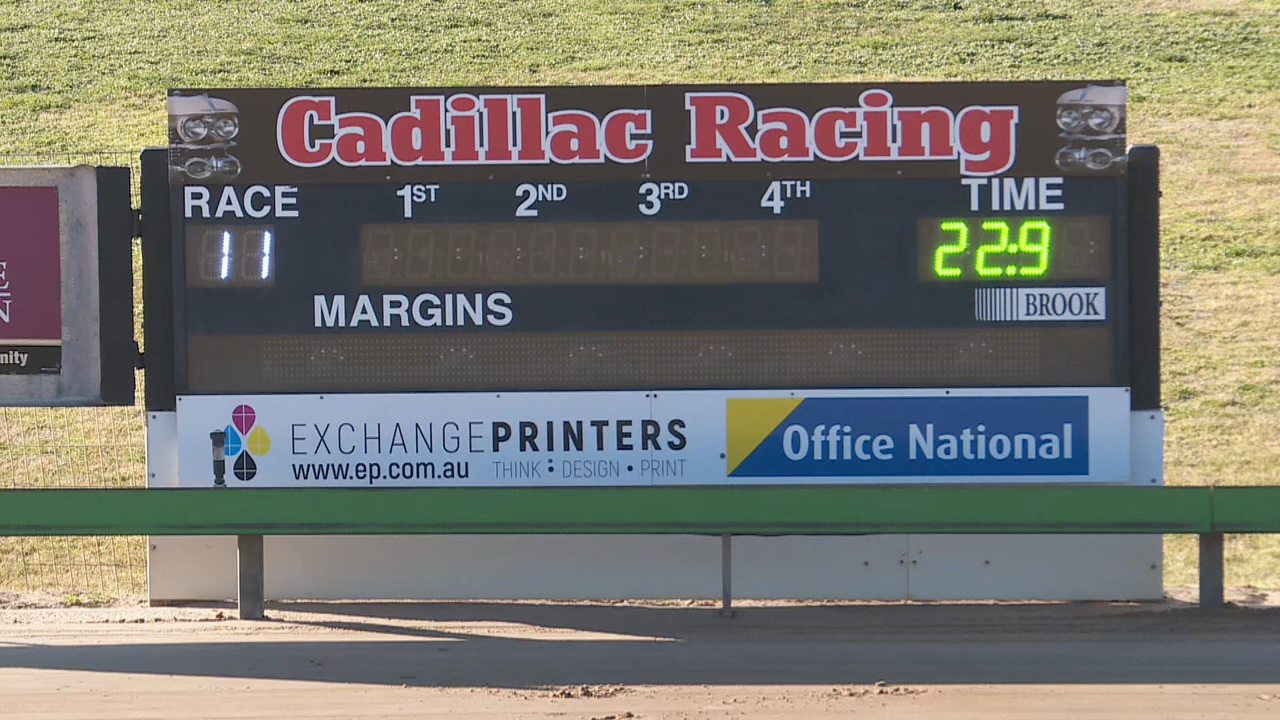 Cadillac Racing
RACE 1ST 2ND 3RD 4TH TIME
11 22:9
MARGINS
BROOK
E
N
nity
EXCHANGEPRINTERS
www.ep.com.au THINK • DESIGN • PRINT
Office National